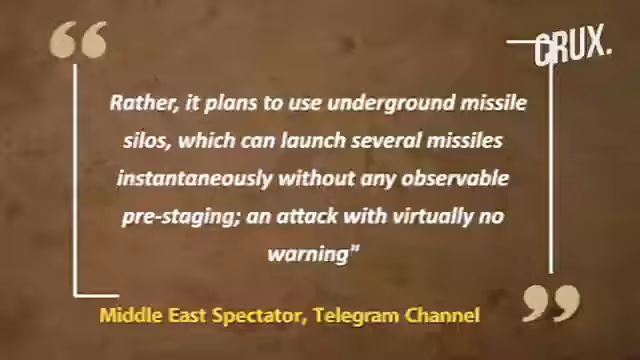 CRUX.
Rather, it plans to use underground missile
silos, which can launch several missiles
instantaneously without any observable
pre-staging; an attack with virtually no
warning"
Middle East Spectator, Telegram Channel